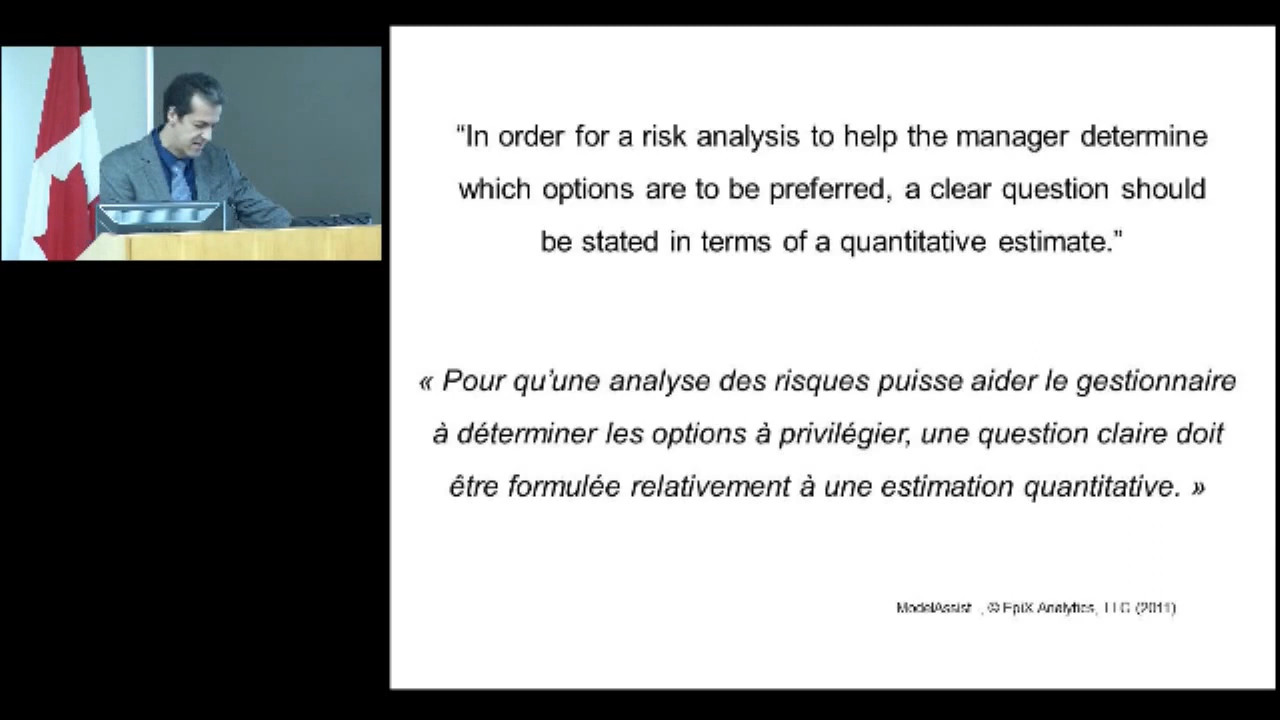 “In order for a risk analysis to help the manager determine
which options are to be preferred, a clear question should
be stated in terms of a quantitative estimate.”
« Pour qu’une analyse des risques puisse aider le gestionnaire
à déterminer les options à privilégier, une question claire doit
être formulée relativement à une estimation quantitative. »
ModelAssist , © EpiX Analytics, LLC (2011)